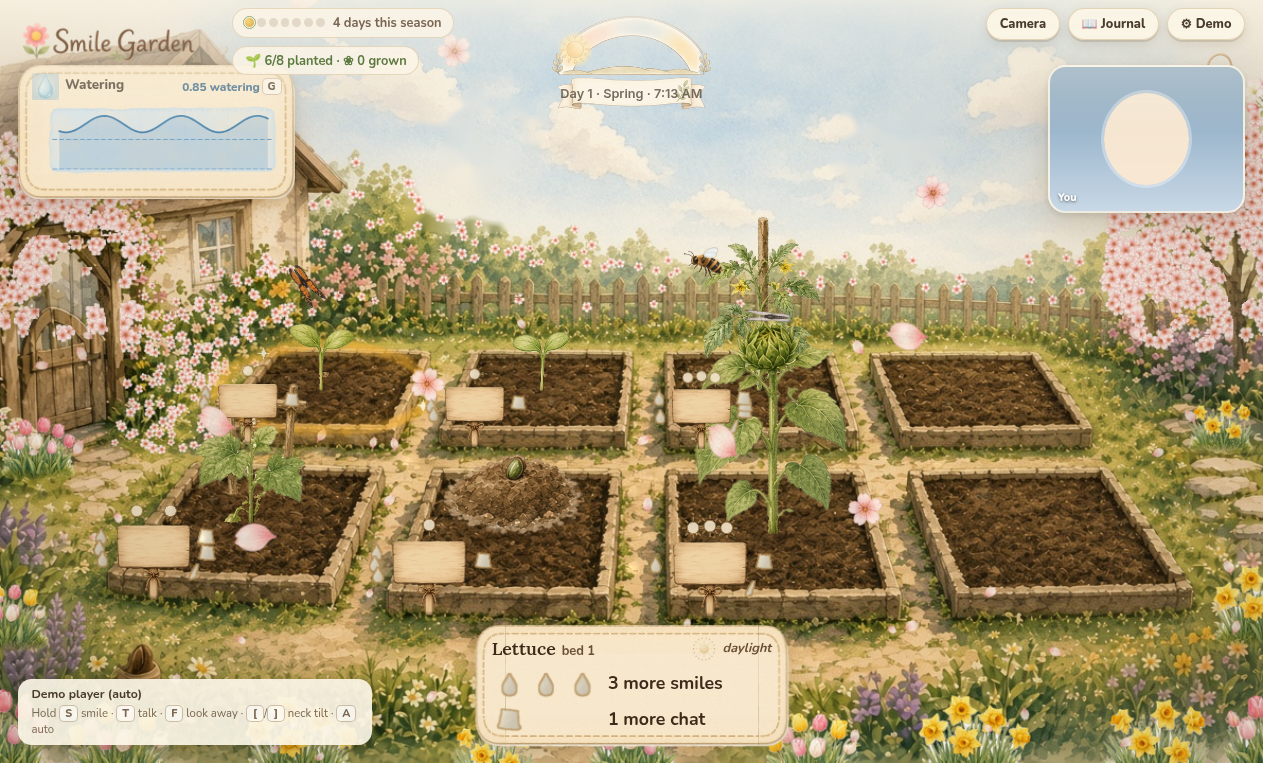 Smile Garden
4 days this season
6/8 planted · 0 grown
Day 1 · Spring · 7:13 AM
Camera
Journal
Demo
Watering
0.85 watering G
You
Lettuce bed 1
daylight
3 more smiles
1 more chat
Demo player (auto)
Hold S smile · T talk · F look away · [ / ] neck tilt · A
auto